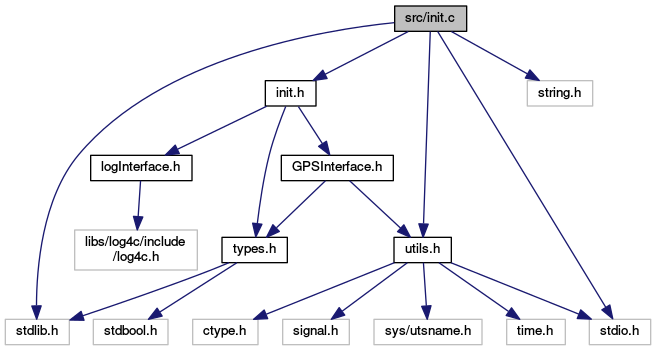 src/init.c
init.h
string.h
logInterface.h
GPSInterface.h
libs/log4c/include
/log4c.h
types.h
utils.h
stdlib.h
stdbool.h
ctype.h
signal.h
sys/utsname.h
time.h
stdio.h